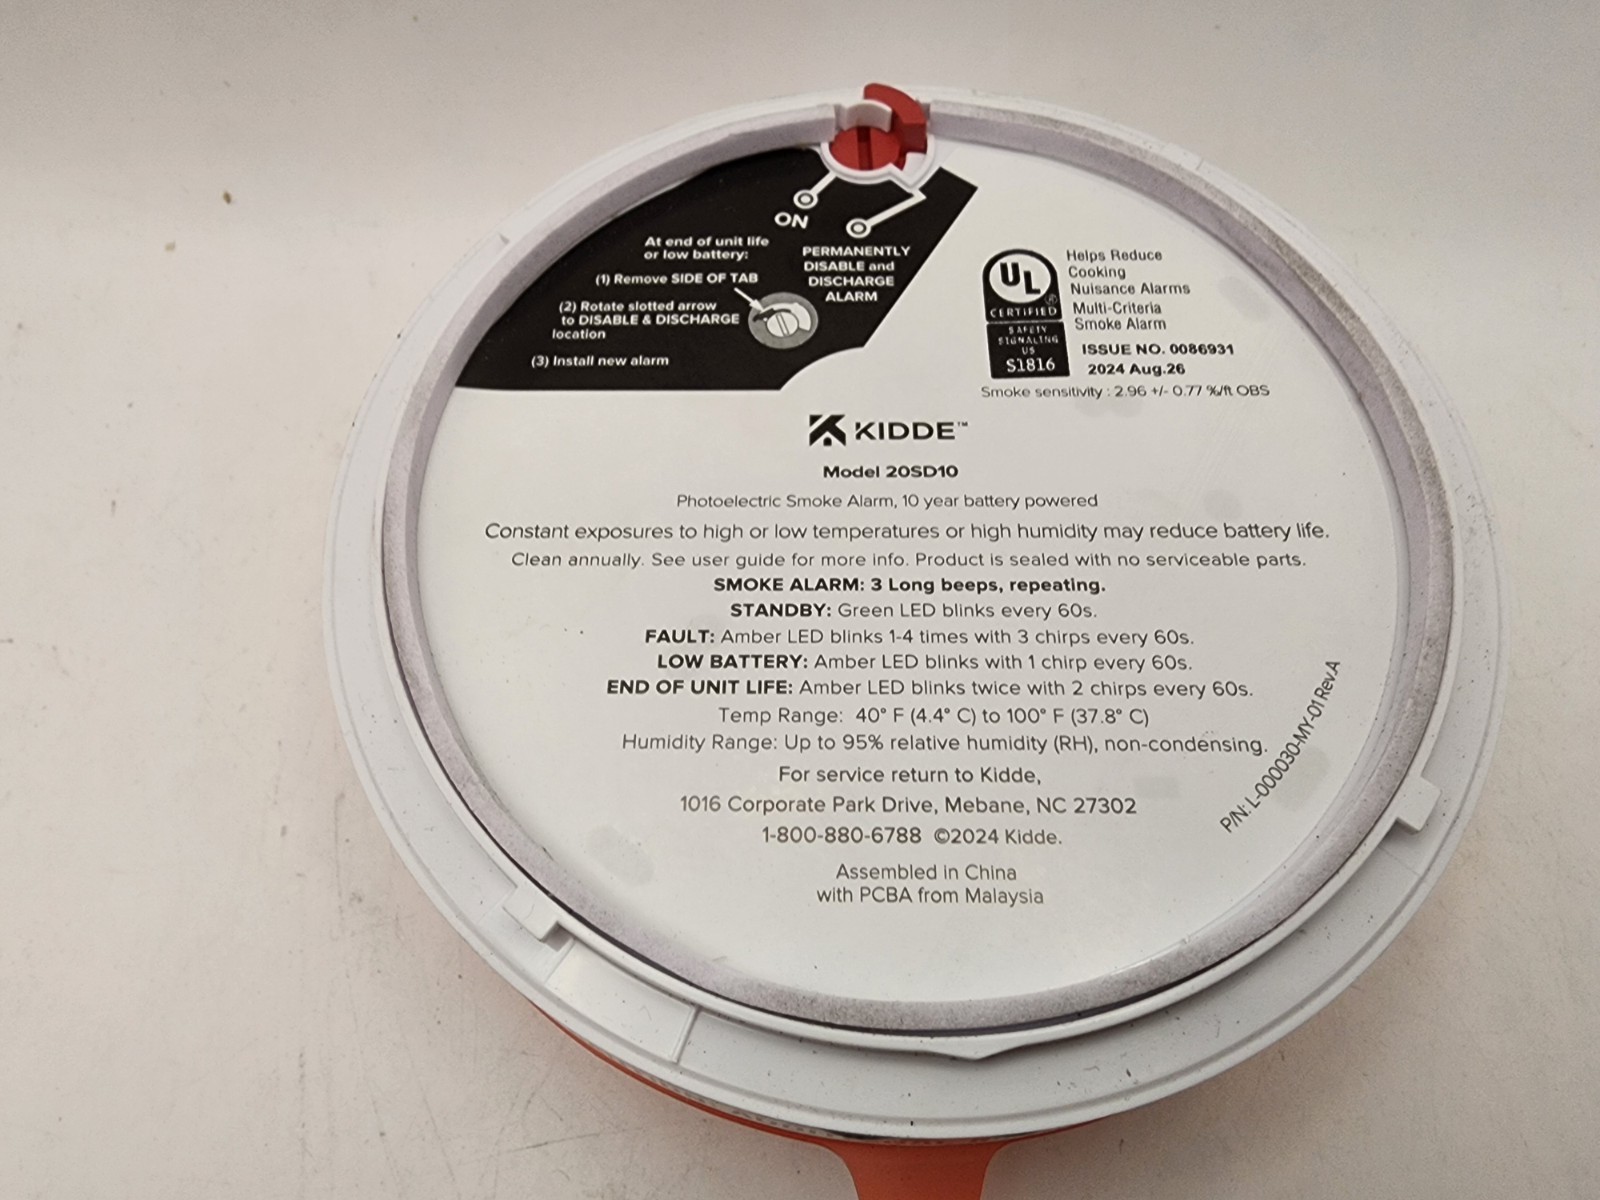 ON
At end of unit life
or low battery:
(1) Remove SIDE OF TAB
(2) Rotate slotted arrow
to DISABLE & DISCHARGE
location
(3) Install new alarm
PERMANENTLY
DISABLE and
DISCHARGE
ALARM
UL
®
CERTIFIED
SAFETY
SIGNALING
US
S1816
Helps Reduce
Cooking
Nuisance Alarms
Multi-Criteria
Smoke Alarm
ISSUE NO. 0086931
2024 Aug.26
Smoke sensitivity : 2.96 +/- 0.77 %/ft OBS
KIDDE™
Model 20SD10
Photoelectric Smoke Alarm, 10 year battery powered
Constant exposures to high or low temperatures or high humidity may reduce battery life.
Clean annually. See user guide for more info. Product is sealed with no serviceable parts.
SMOKE ALARM: 3 Long beeps, repeating.
STANDBY: Green LED blinks every 60s.
FAULT: Amber LED blinks 1-4 times with 3 chirps every 60s.
LOW BATTERY: Amber LED blinks with 1 chirp every 60s.
END OF UNIT LIFE: Amber LED blinks twice with 2 chirps every 60s.
Temp Range: 40° F (4.4° C) to 100° F (37.8° C)
Humidity Range: Up to 95% relative humidity (RH), non-condensing.
For service return to Kidde,
1016 Corporate Park Drive, Mebane, NC 27302
1-800-880-6788 ©2024 Kidde.
Assembled in China
with PCBA from Malaysia
P/N: L-000030-MY-01 Rev.A